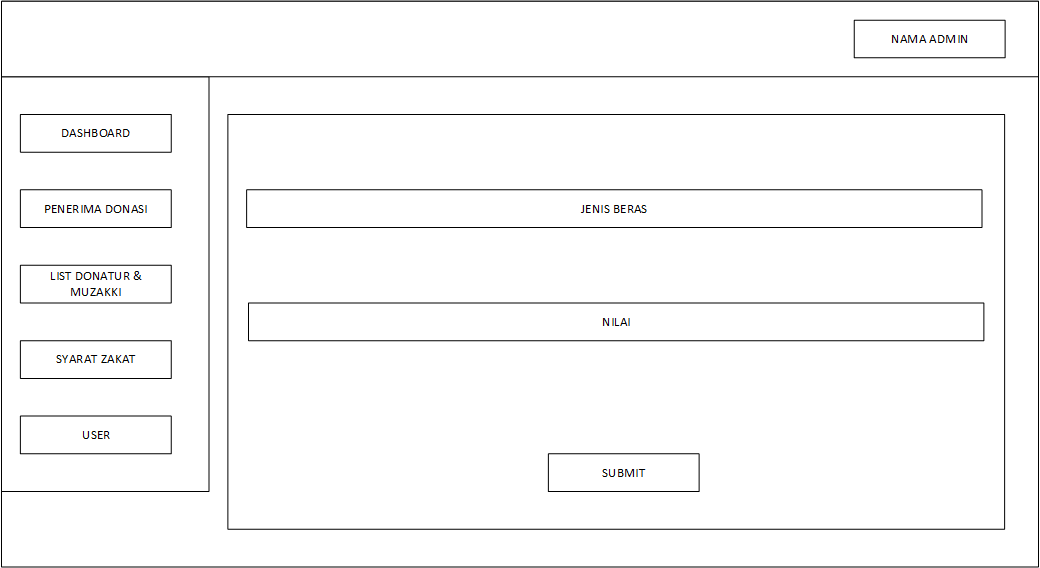 NAMA ADMIN
DASHBOARD
PENERIMA DONASI
LIST DONATUR &
MUZAKKI
SYARAT ZAKAT
USER
JENIS BERAS
NILAI
SUBMIT